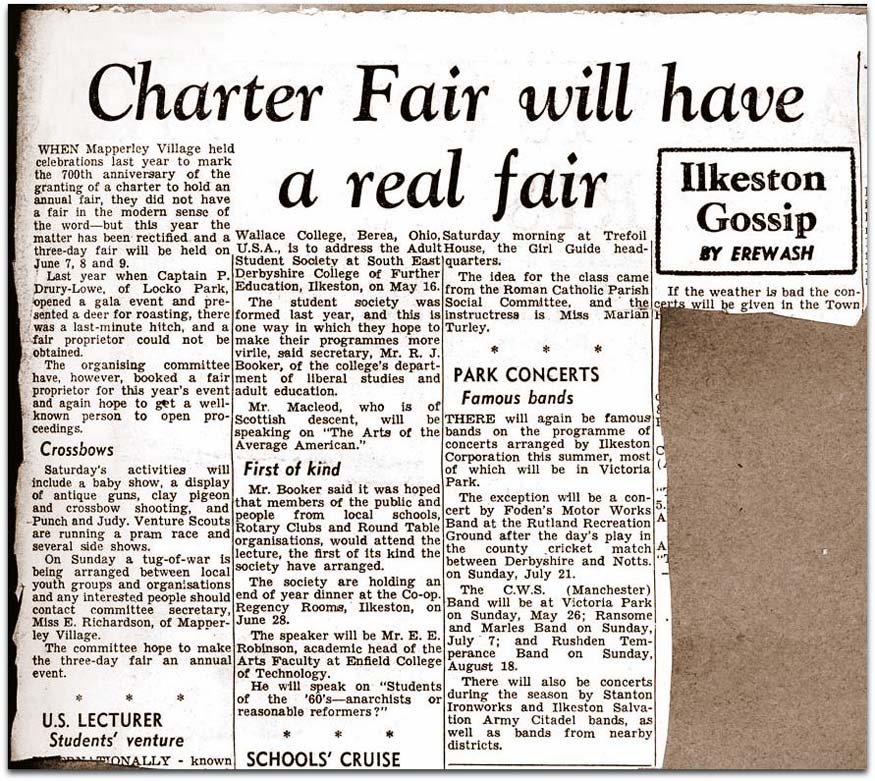 Charter Fair will have
a real fair
Ilkeston
Gossip
BY EREWASH
WHEN Mapperley Village held
celebrations last year to mark
the 700th anniversary of the
granting of a charter to hold an
annual fair, they did not have
a fair in the modern sense of
the word—but this year the
matter has been rectified and a
three-day fair will be held on
June 7, 8 and 9.
Last year when Captain P.
Drury-Lowe, of Locko Park,
opened a gala event and pre-
sented a deer for roasting, there
was a last-minute hitch, and a
fair proprietor could not be
obtained.
The organising committee
have, however, booked a fair
proprietor for this year's event
and again hope to get a well-
known person to open pro-
ceedings.
Crossbows
Saturday's activities will
include a baby show, a display
of antique guns, clay pigeon
and crossbow shooting, and
Punch and Judy. Venture Scouts
are running a pram race and
several side shows.
On Sunday a tug-of-war is
being arranged between local
youth groups and organisations
and any interested people should
contact committee secretary,
Miss E. Richardson, of Mapper-
ley Village.
The committee hope to make
the three-day fair an annual
event.
* * *
U.S. LECTURER
Students' venture
known
Wallace College, Berea, Ohio,
U.S.A., is to address the Adult
Student Society at South East
Derbyshire College of Further
Education, Ilkeston, on May 16.
The student society was
formed last year, and this is
one way in which they hope to
make their programmes more
virile, said secretary, Mr. R. J.
Booker, of the college's depart-
ment of liberal studies and
adult education.
Mr. Macleod, who is of
Scottish descent, will be
speaking on "The Arts of the
Average American."
First of kind
Mr. Booker said it was hoped
that members of the public and
people from local schools,
Rotary Clubs and Round Table
organisations, would attend the
lecture, the first of its kind the
society have arranged.
The society are holding an
end of year dinner at the Co-op.
Regency Rooms, Ilkeston, on
June 28.
The speaker will be Mr. E. E.
Robinson, academic head of the
Arts Faculty at Enfield College
of Technology.
He will speak on "Students
of the '60's—anarchists or
reasonable reformers?"
* * *
SCHOOLS' CRUISE
Saturday morning at Trefoil
House, the Girl Guide head-
quarters.
The idea for the class came
from the Roman Catholic Parish
Social Committee, and the
instructress is Miss Marian
Turley.
* * *
PARK CONCERTS
Famous bands
THERE will again be famous
bands on the programme of
concerts arranged by Ilkeston
Corporation this summer, most
of which will be in Victoria
Park.
The exception will be a con-
cert by Foden's Motor Works
Band at the Rutland Recreation
Ground after the day's play in
the county cricket match
between Derbyshire and Notts.
on Sunday, July 21.
The C.W.S. (Manchester)
Band will be at Victoria Park
on Sunday, May 26; Ransome
and Marles Band on Sunday,
July 7; and Rushden Tem-
perance Band on Sunday,
August 18.
There will also be concerts
during the season by Stanton
Ironworks and Ilkeston Salva-
tion Army Citadel bands, as
well as bands from nearby
districts.
If the weather is bad the con-
certs will be given in the Town